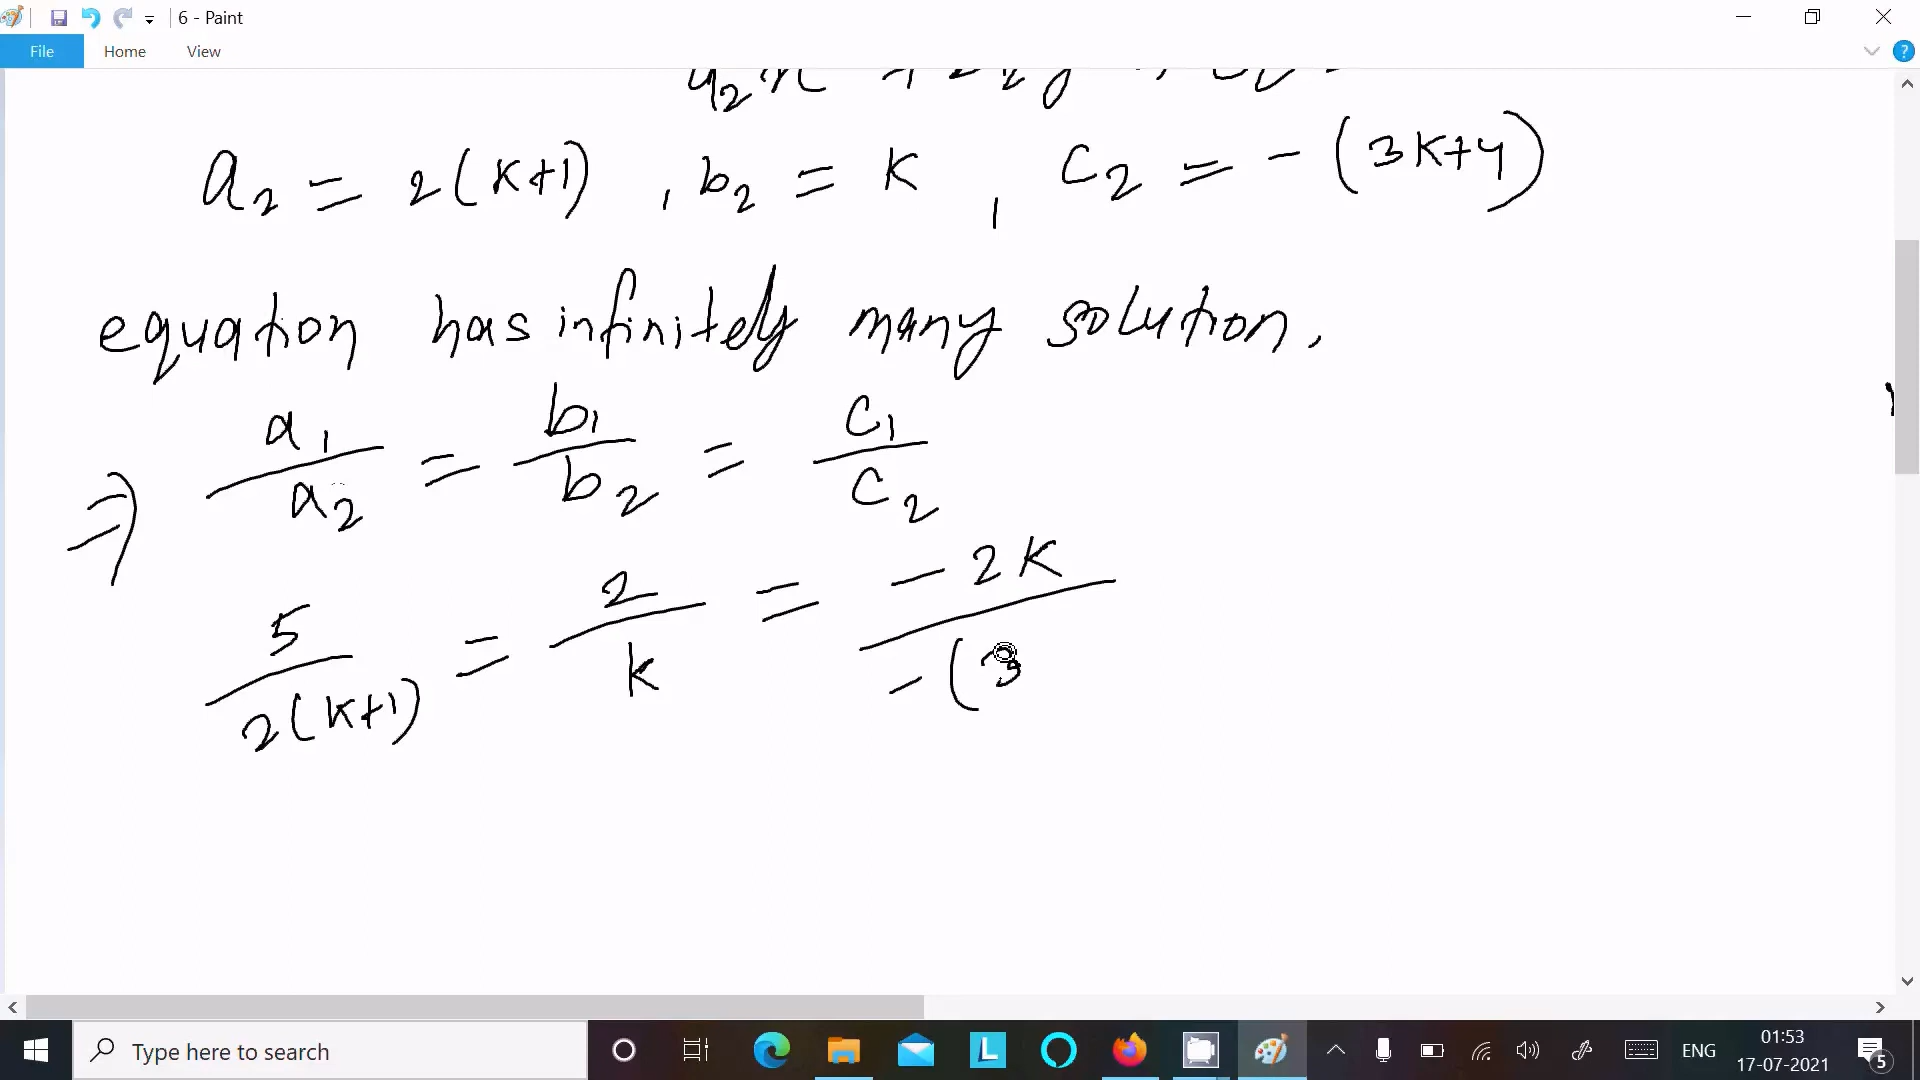 6 - Paint
File Home View
a2 = 2(k+1) , b2 = k , c2 = - (3k+4)
equation has infinitely many solution.
⇒ a1/a2 = b1/b2 = c1/c2
5/2(k+1) = 2/k = -2k/-(3
Type here to search
ENG
01:53
17-07-2021
5